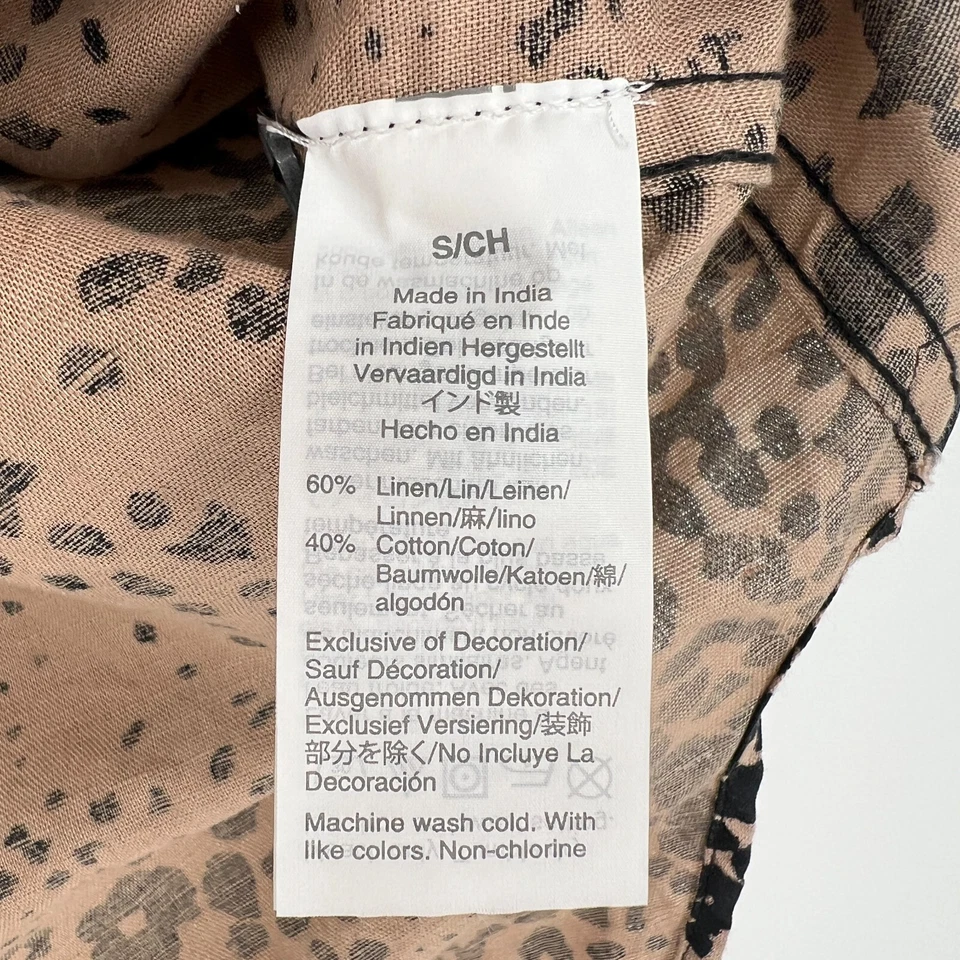 S/CH
Made in India
Fabriqué en Inde
in Indien Hergestellt
Vervaardigd in India
インド製
Hecho en India
60% Linen/Lin/Leinen/
Linnen/麻/lino
40% Cotton/Coton/
Baumwolle/Katoen/綿/
algodón
Exclusive of Decoration/
Sauf Décoration/
Ausgenommen Dekoration/
Exclusief Versiering/装飾
部分を除く/No Incluye La
Decoración
Machine wash cold. With
like colors. Non-chlorine